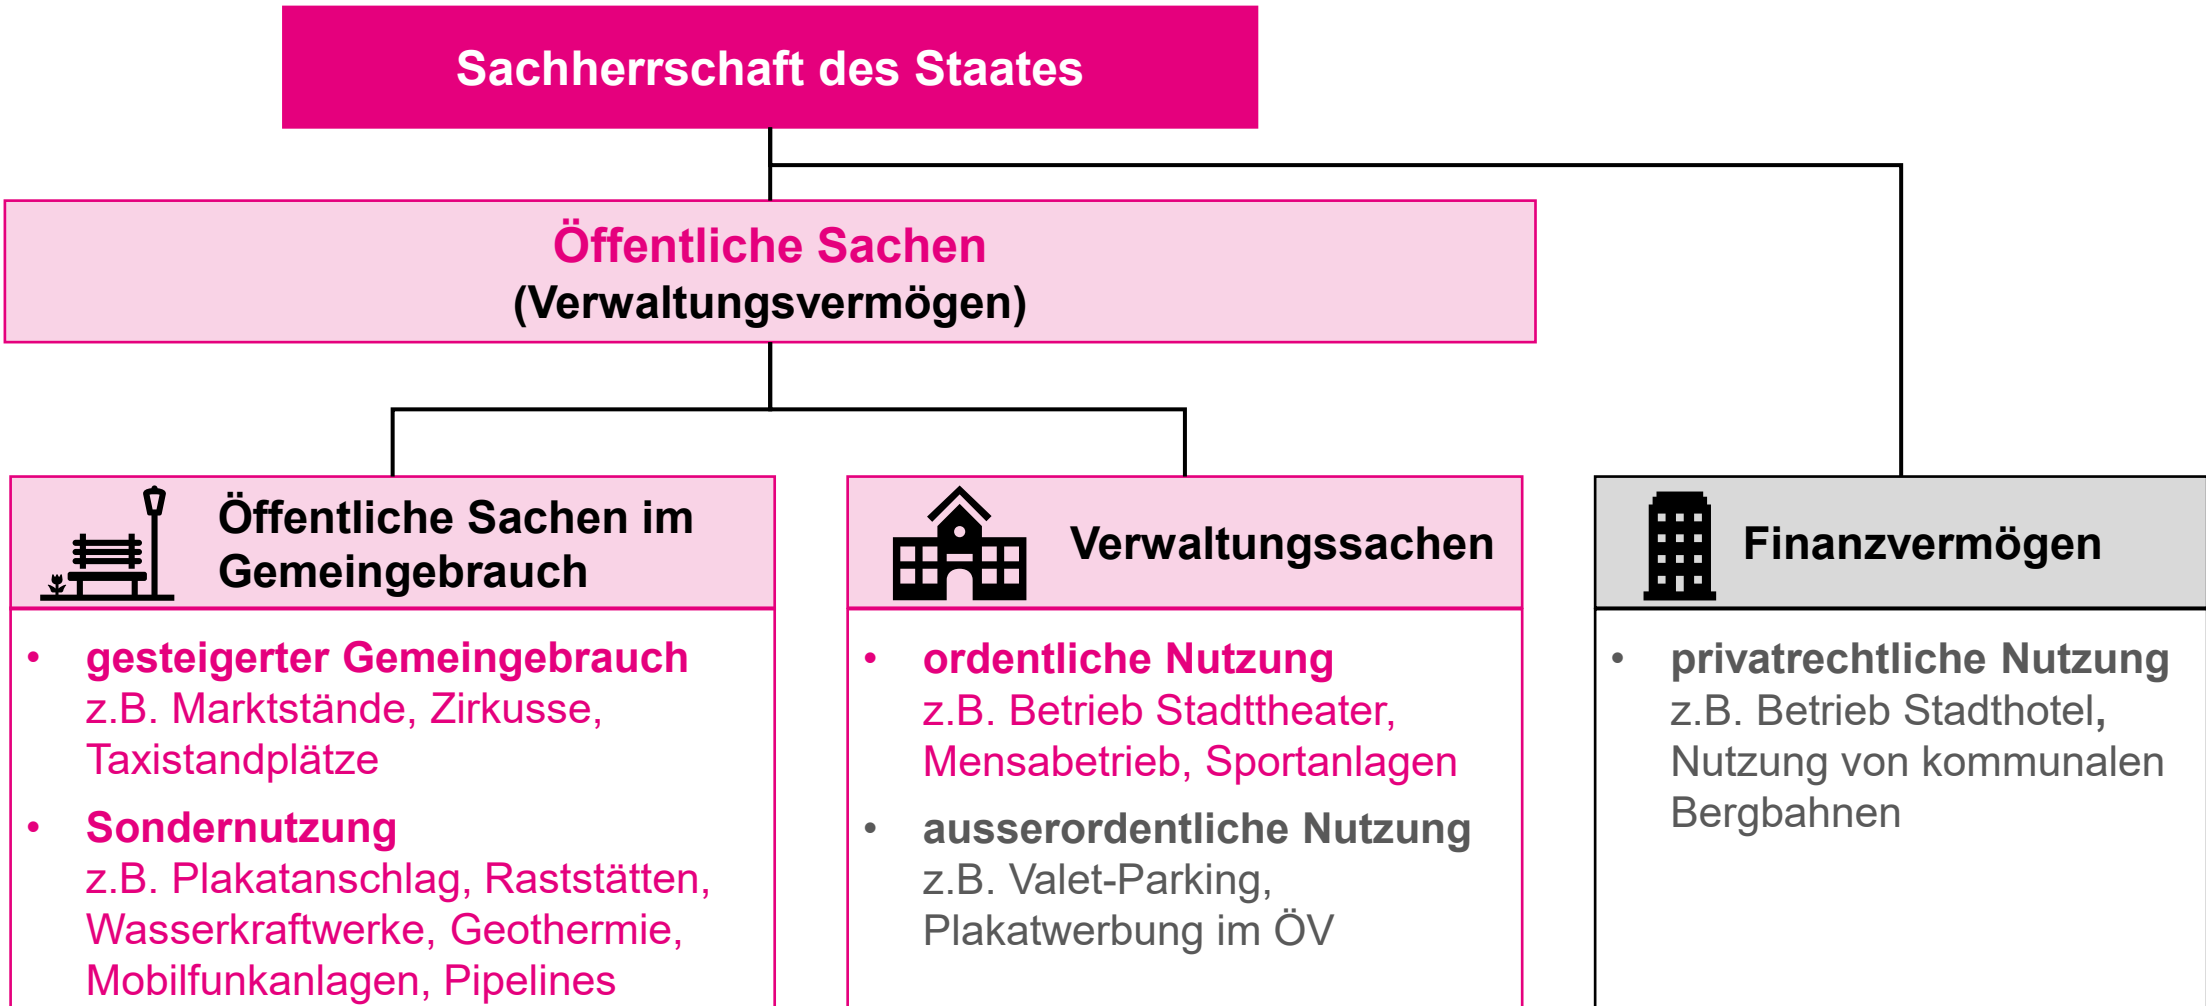 Sachherrschaft des Staates
Öffentliche Sachen
(Verwaltungsvermögen)
Öffentliche Sachen im
Gemeingebrauch
• gesteigerter Gemeingebrauch
z.B. Marktstände, Zirkusse,
Taxistandplätze
• Sondernutzung
z.B. Plakatanschlag, Raststätten,
Wasserkraftwerke, Geothermie,
Mobilfunkanlagen, Pipelines
Verwaltungssachen
• ordentliche Nutzung
z.B. Betrieb Stadttheater,
Mensabetrieb, Sportanlagen
• ausserordentliche Nutzung
z.B. Valet-Parking,
Plakatwerbung im ÖV
Finanzvermögen
• privatrechtliche Nutzung
z.B. Betrieb Stadthotel,
Nutzung von kommunalen
Bergbahnen